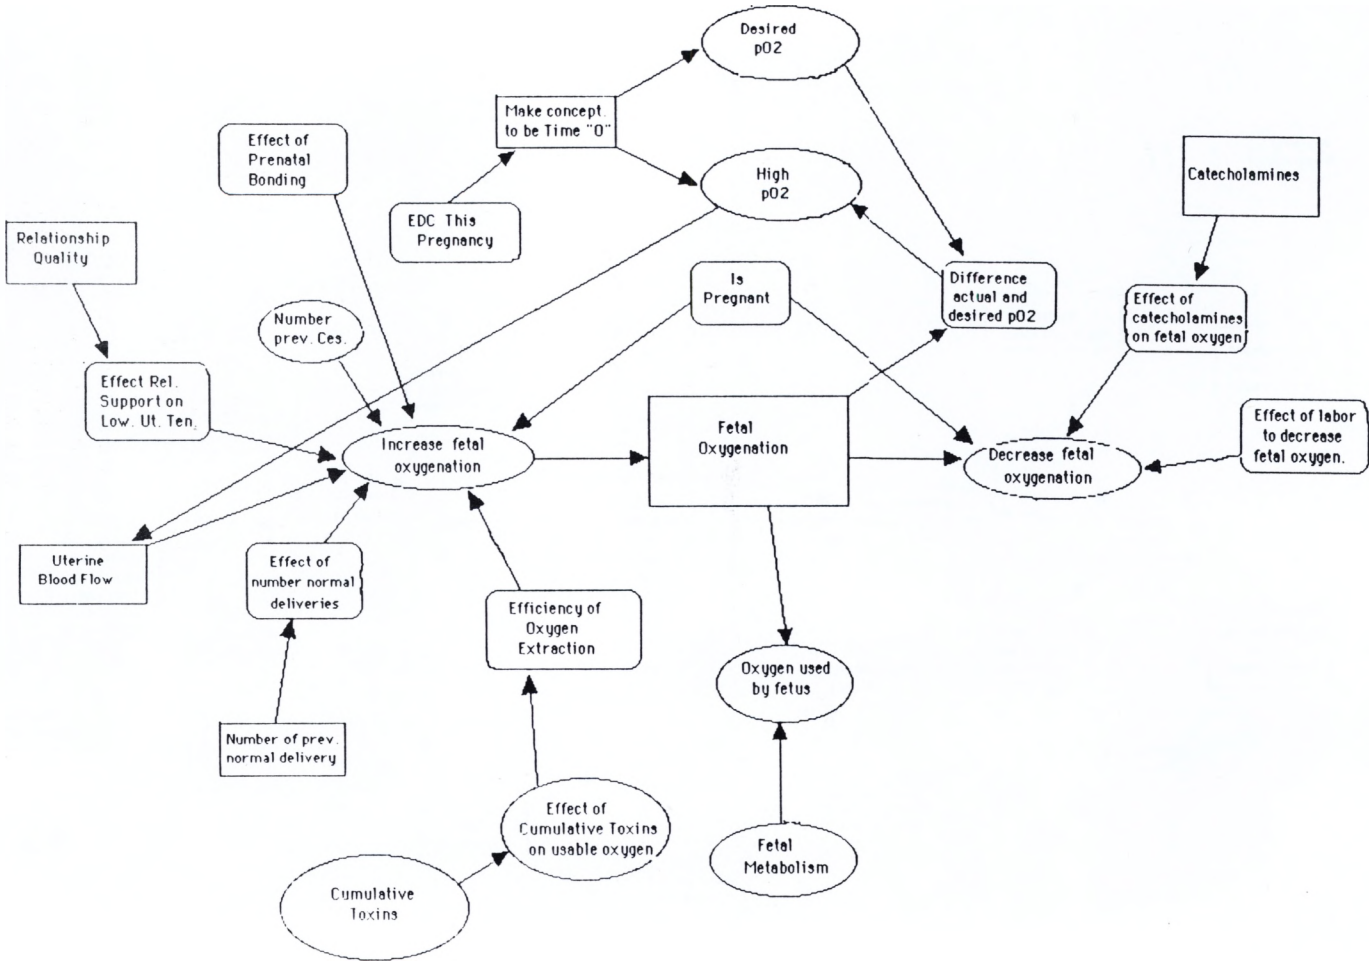 Desired
pO2
Make concept.
to be Time "0"
Effect of
Prenatal
Bonding
High
pO2
Catecholamines
EDC This
Pregnancy
Relationship
Quality
Is
Pregnant
Difference
actual and
desired pO2
Effect of
catecholamines
on fetal oxygen
Number
prev. Ces.
Effect Rel.
Support on
Low. Ut. Ten.
Increase fetal
oxygenation
Fetal
Oxygenation
Decrease fetal
oxygenation
Effect of labor
to decrease
fetal oxygen.
Uterine
Blood Flow
Effect of
number normal
deliveries
Efficiency of
Oxygen
Extraction
Oxygen used
by fetus
Number of prev.
normal delivery
Effect of
Cumulative Toxins
on usable oxygen
Fetal
Metabolism
Cumulative
Toxins